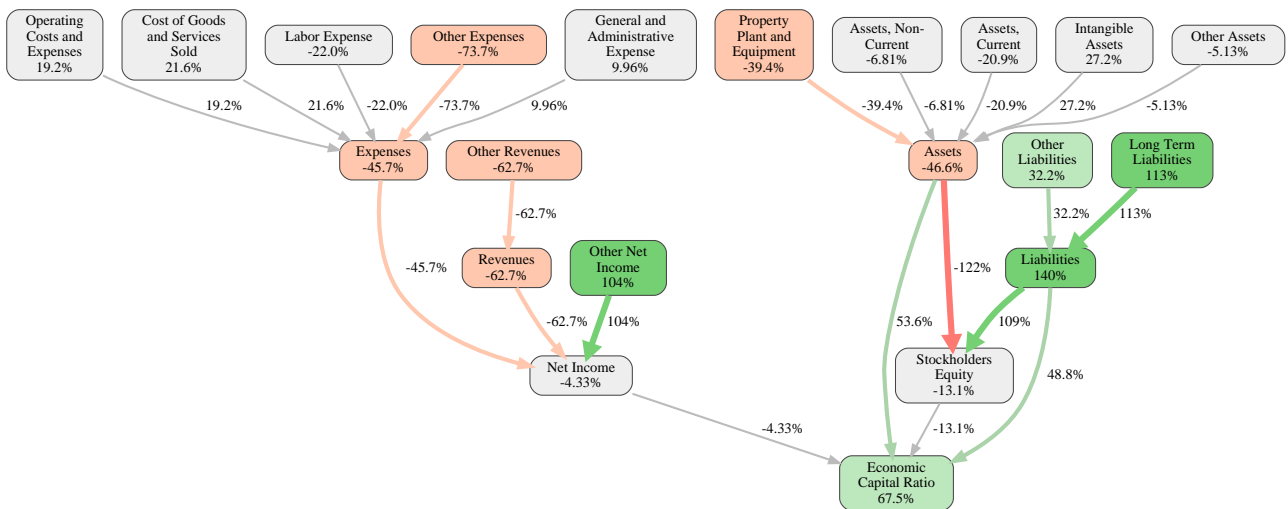 Operating
Costs and
and Expenses
19.2%
Cost of Goods
and Services
Sold
21.6%
Labor Expense
-22.0%
Other Expenses
-73.7%
General and
Administrative
Expense
9.96%
Property
Plant and
Equipment
-39.4%
Assets, Non-
Current
-6.81%
Assets,
Current
-20.9%
Intangible
Assets
27.2%
Other Assets
-5.13%
19.2%
21.6%
-22.0%
-73.7%
9.96%
-39.4%
-6.81%
-20.9%
27.2%
-5.13%
Expenses
-45.7%
Other Revenues
-62.7%
Assets
-46.6%
Other
Liabilities
32.2%
Long Term
Liabilities
113%
-62.7%
32.2%
113%
Revenues
-62.7%
Other Net
Income
104%
Liabilities
140%
-45.7%
-122%
-62.7%
104%
53.6%
109%
Net Income
-4.33%
Stockholders
Equity
-13.1%
48.8%
-4.33%
-13.1%
Economic
Capital Ratio
67.5%